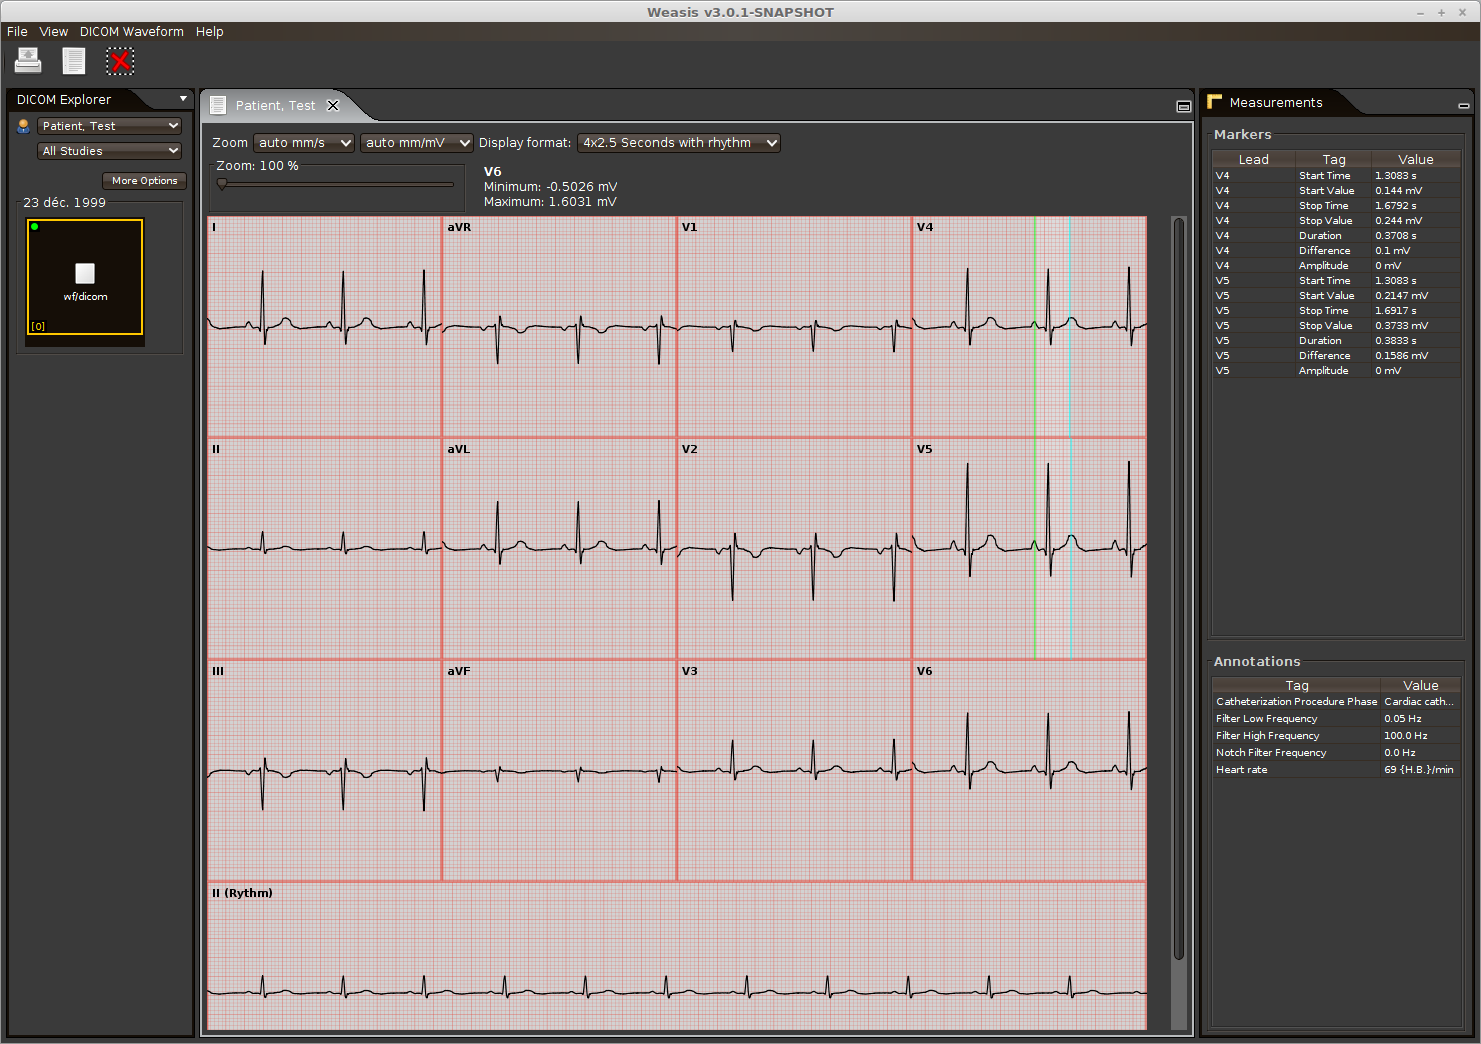 Weasis v3.0.1-SNAPSHOT
File View DICOM Waveform Help
DICOM Explorer
Patient, Test
All Studies
More Options
23 déc. 1999
wf/dicom
[0]
Patient, Test
Zoom auto mm/s auto mm/mV Display format: 4x2.5 Seconds with rhythm
Zoom: 100 %
V6
Minimum: -0.5026 mV
Maximum: 1.6031 mV
I aVR V1 V4
II aVL V2 V5
III aVF V3 V6
II (Rythm)
Measurements
Markers
Lead Tag Value
V4 Start Time 1.3083 s
V4 Start Value 0.144 mV
V4 Stop Time 1.6792 s
V4 Stop Value 0.244 mV
V4 Duration 0.3708 s
V4 Difference 0.1 mV
V4 Amplitude 0 mV
V5 Start Time 1.3083 s
V5 Start Value 0.2147 mV
V5 Stop Time 1.6917 s
V5 Stop Value 0.3733 mV
V5 Duration 0.3833 s
V5 Difference 0.1586 mV
V5 Amplitude 0 mV
Annotations
Tag Value
Catheterization Procedure Phase Cardiac cath...
Filter Low Frequency 0.05 Hz
Filter High Frequency 100.0 Hz
Notch Filter Frequency 0.0 Hz
Heart rate 69 {H.B.}/min